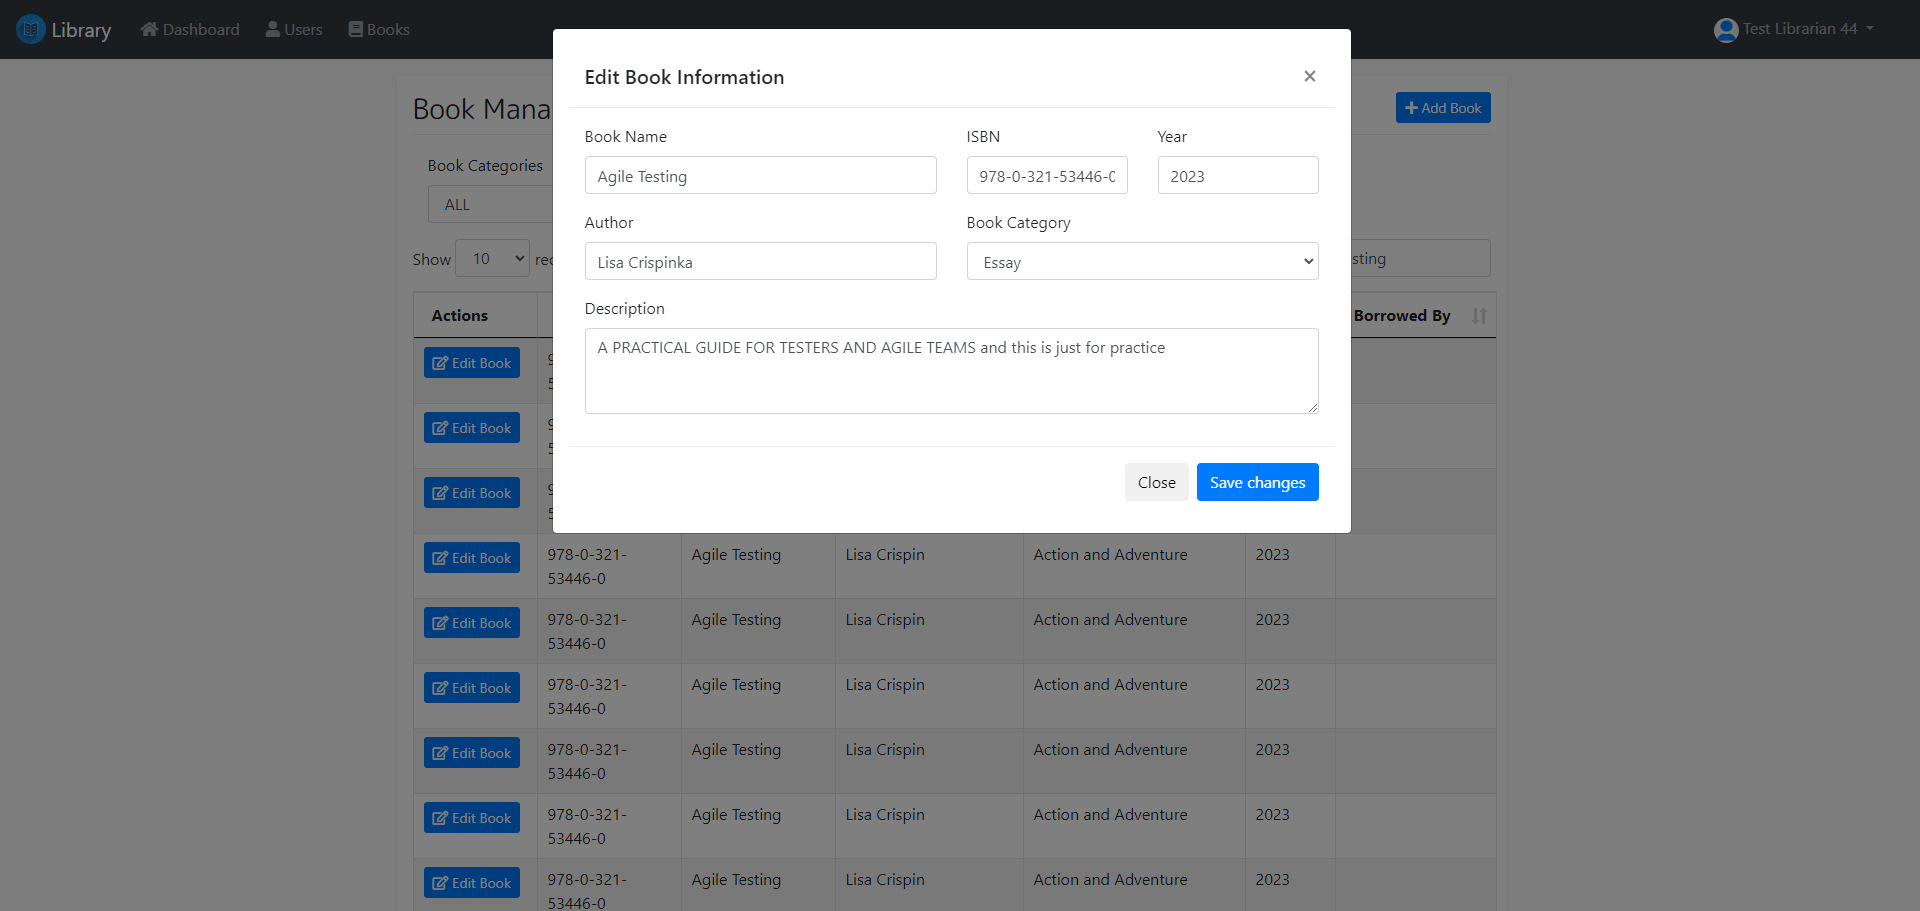 Library Dashboard Users Books Test Librarian 44
Edit Book Information ×
Book Mana
Add Book
Book Name ISBN Year
Agile Testing 978-0-321-53446-0 2023
Book Categories
ALL
Author Book Category
Lisa Crispinka Essay
Show 10 sting
Description
A PRACTICAL GUIDE FOR TESTERS AND AGILE TEAMS and this is just for practice
Actions Borrowed By
Edit Book
Edit Book
Edit Book
Close Save changes
Edit Book 978-0-321- Agile Testing Lisa Crispin Action and Adventure 2023
53446-0
Edit Book 978-0-321- Agile Testing Lisa Crispin Action and Adventure 2023
53446-0
Edit Book 978-0-321- Agile Testing Lisa Crispin Action and Adventure 2023
53446-0
Edit Book 978-0-321- Agile Testing Lisa Crispin Action and Adventure 2023
53446-0
Edit Book 978-0-321- Agile Testing Lisa Crispin Action and Adventure 2023
53446-0
Edit Book 978-0-321- Agile Testing Lisa Crispin Action and Adventure 2023
53446-0